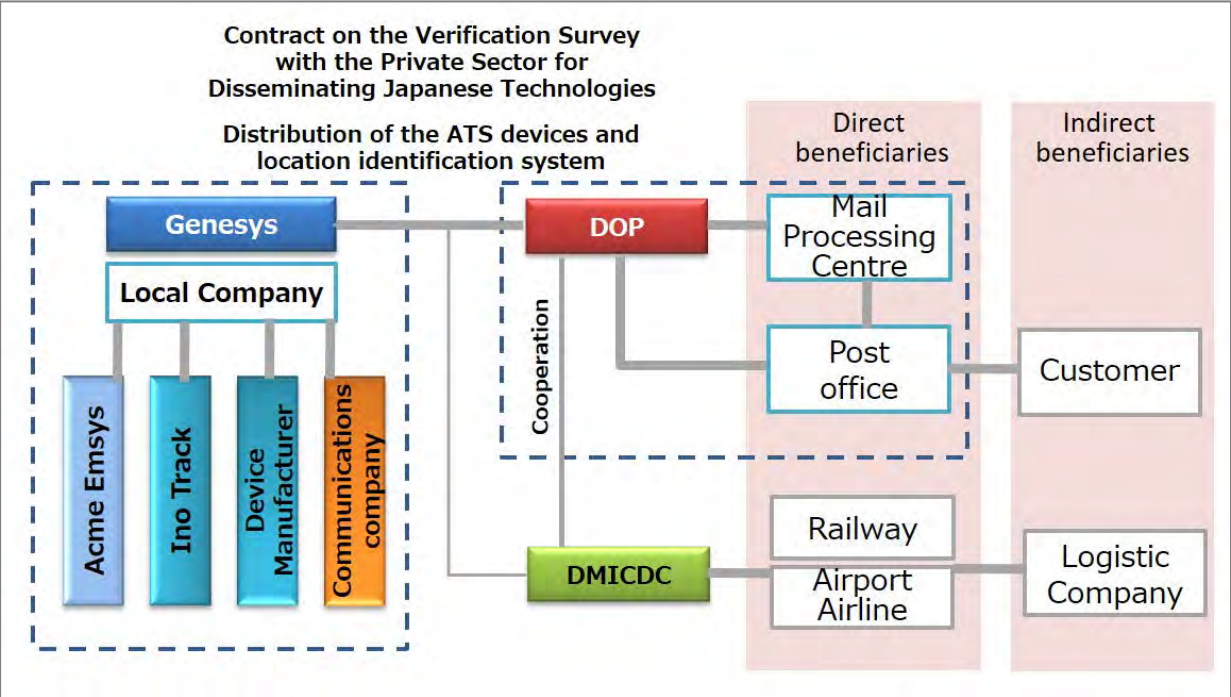 Contract on the Verification Survey
with the Private Sector for
Disseminating Japanese Technologies
Distribution of the ATS devices and
location identification system
Direct
beneficiaries
Indirect
beneficiaries
Genesys
Local Company
Acme Emsys
Ino Track
Device
Manufacturer
Communications
company
DOP
Cooperation
DMICDC
Mail
Processing
Centre
Post
office
Customer
Railway
Airport
Airline
Logistic
Company